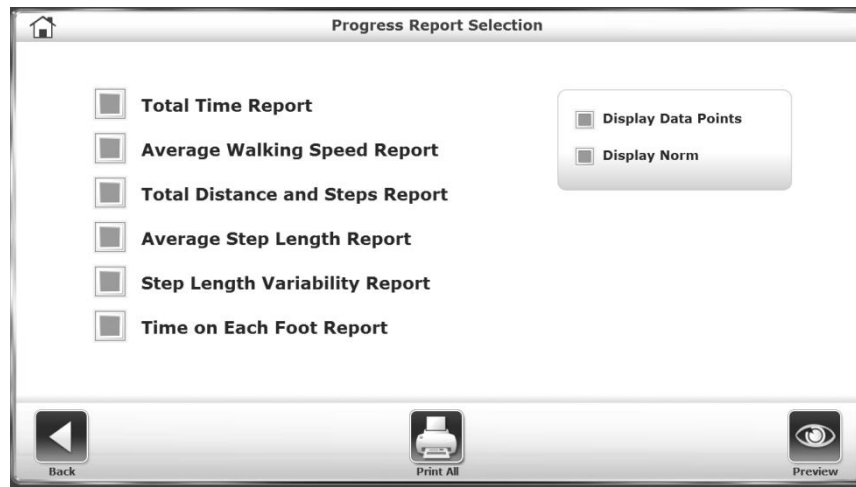 Progress Report Selection
Total Time Report
Average Walking Speed Report
Total Distance and Steps Report
Average Step Length Report
Step Length Variability Report
Time on Each Foot Report
Display Data Points
Display Norm
Back
Print All
Preview